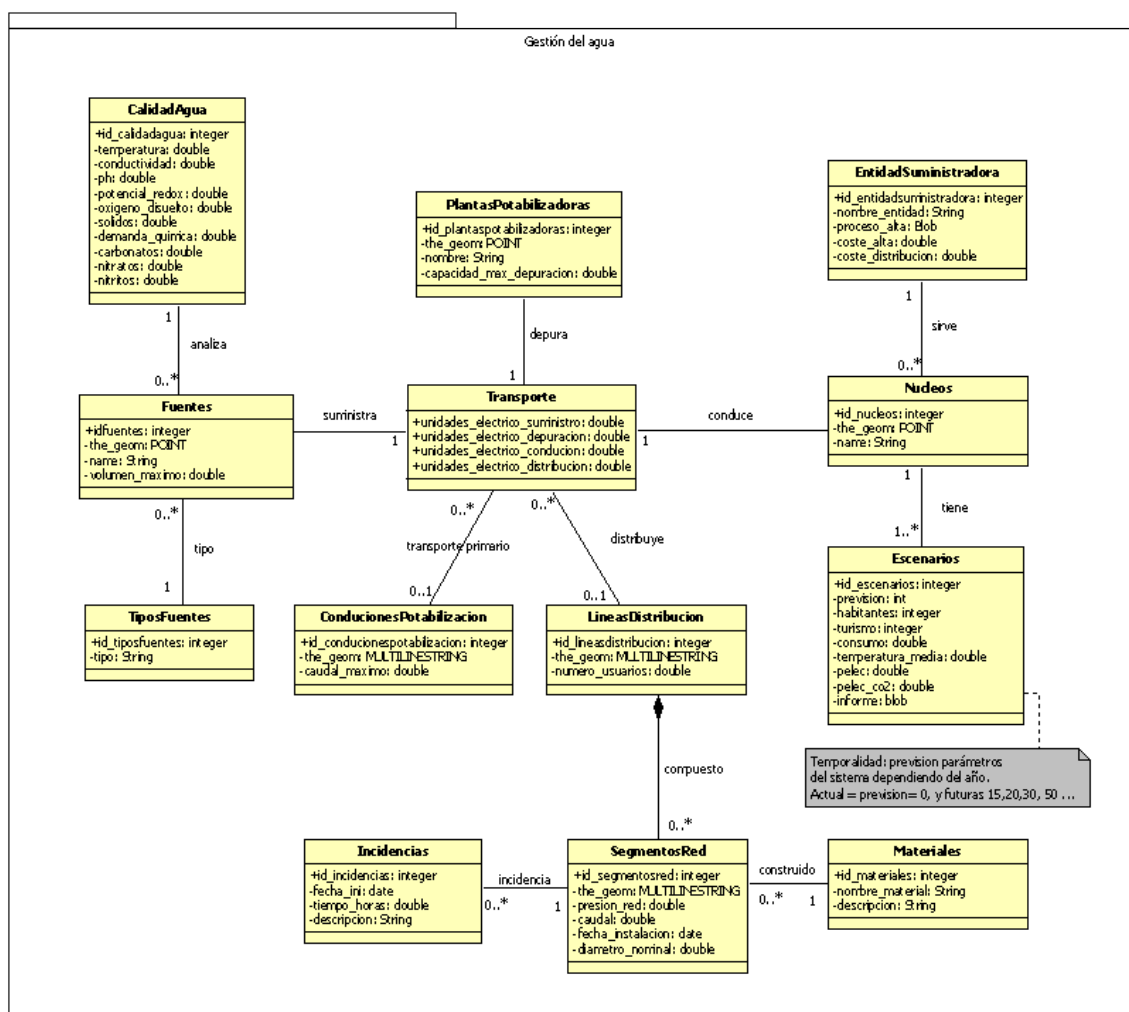 Gestión del agua
CalidadAgua
+id_calidadagua: integer
-temperatura: double
-conductividad: double
-ph: double
-potencial_redox: double
-oxigeno_disuelto: double
-solidos: double
-demanda_quimica: double
-carbonatos: double
-nitratos: double
-nitritos: double
1
analiza
0..*
PlantasPotabilizadoras
+id_plantaspotabilizadoras: integer
-the_geom: POINT
-nombre: String
-capacidad_max_depuracion: double
depura
1
EntidadSuministradora
+id_entidadsuministradora: integer
-nombre_entidad: String
-proceso_alta: Blob
-coste_alta: double
-coste_distribucion: double
1
sirve
0..*
Fuentes
+idfuentes: integer
-the_geom: POINT
-name: String
-volumen_maximo: double
suministra
1
Transporte
+unidades_electrico_suministro: double
+unidades_electrico_depuracion: double
+unidades_electrico_conducion: double
+unidades_electrico_distribucion: double
conduce
1
Nucleos
+id_nucleos: integer
-the_geom: POINT
-name: String
0..*
tipo
1
0..*
transporte primario
0..1
0..*
distribuye
0..1
1
tiene
1..*
TiposFuentes
+id_tiposfuentes: integer
-tipo: String
ConducionesPotabilizacion
+id_conducionespotabilizacion: integer
-the_geom: MULTILINESTRING
-caudal_maximo: double
LineasDistribucion
+id_lineasdistribucion: integer
-the_geom: MULTILINESTRING
-numero_usuarios: double
Escenarios
+id_escenarios: integer
-prevision: int
-habitantes: integer
-turismo: integer
-consumo: double
-temperatura_media: double
-pelec: double
-pelec_co2: double
-informe: blob
Temporalidad: prevision parámetros
del sistema dependiendo del año.
Actual = prevision= 0, y futuras 15,20,30, 50 ...
compuesto
0..*
Incidencias
+id_incidencias: integer
-fecha_ini: date
-tiempo_horas: double
-descripcion: String
incidencia
0..*
1
SegmentosRed
+id_segmentosred: integer
-the_geom: MULTILINESTRING
-presion_red: double
-caudal: double
-fecha_instalacion: date
-diametro_nominal: double
construido
0..*
1
Materiales
+id_materiales: integer
-nombre_material: String
-descripcion: String